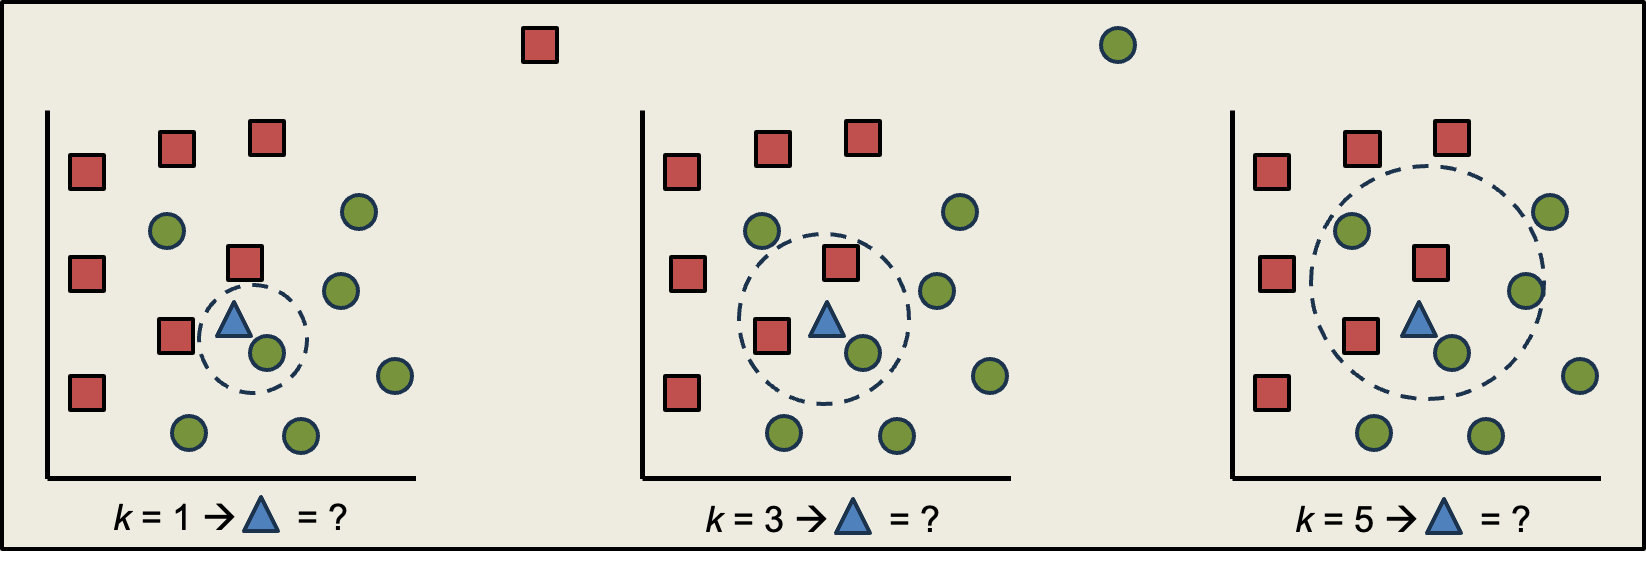 k = 1 → = ?
k = 3 → = ?
k = 5 → = ?